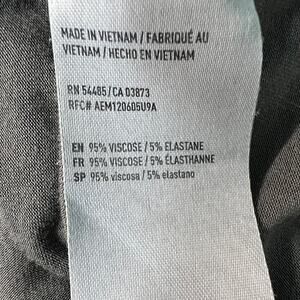 MADE IN VIETNAM / FABRIQUÉ AU
VIETNAM / HECHO EN VIETNAM
RN 54485 / CA 03873
RFC# AEM120605U9A
EN 95% VISCOSE / 5% ELASTANE
FR 95% VISCOSE / 5% ÉLASTHANNE
SP 95% viscosa / 5% elastano